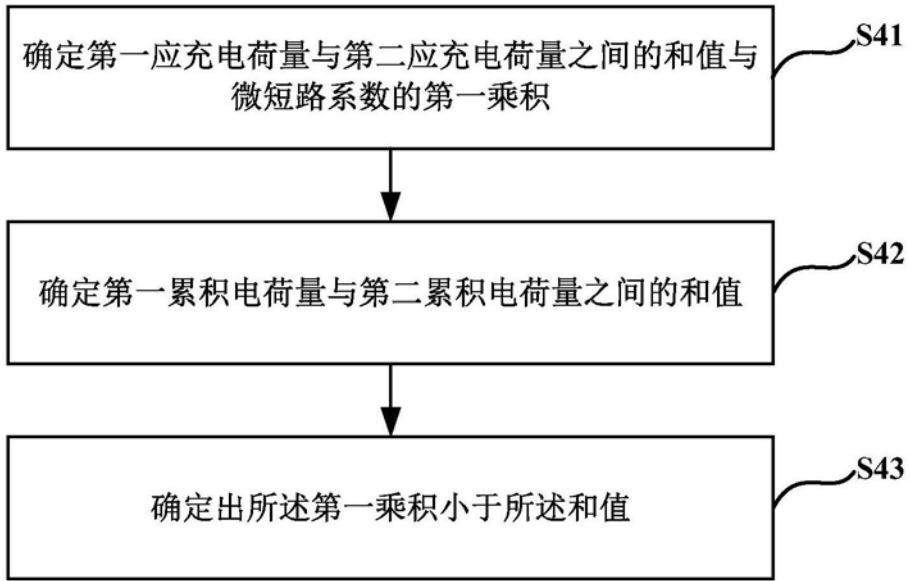 确定第一应充电荷量与第二应充电荷量之间的和值与
微短路系数的第一乘积
S41
确定第一累积电荷量与第二累积电荷量之间的和值
S42
确定出所述第一乘积小于所述和值
S43